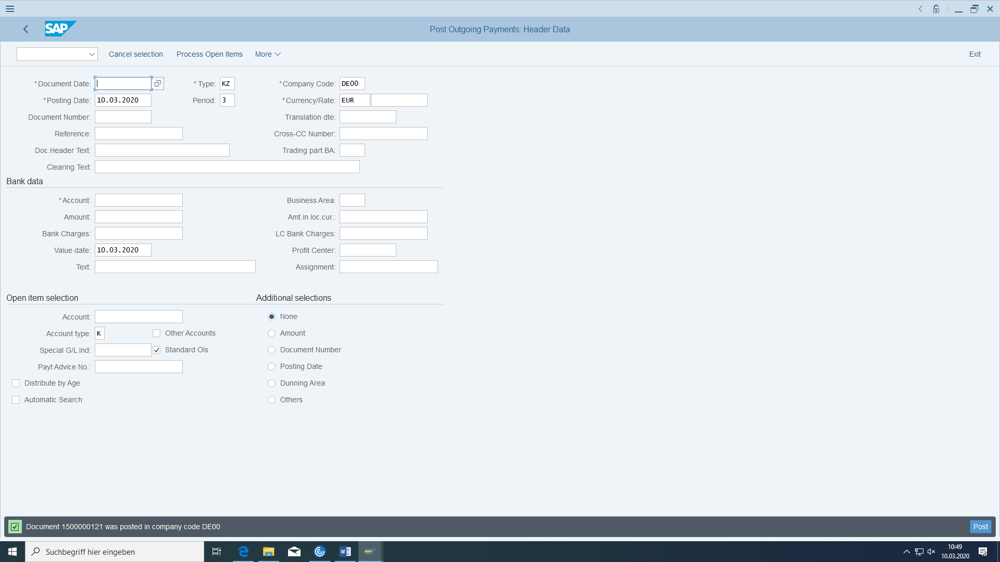 SAP
Post Outgoing Payments: Header Data
Cancel selection Process Open Items More Exit
*Document Date: * Type: KZ *Company Code: DE00
*Posting Date: 10.03.2020 Period: 3 *Currency/Rate: EUR
Document Number: Translation dte:
Reference: Cross-CC Number:
Doc.Header Text: Trading part.BA:
Clearing Text:
Bank data
*Account: Business Area:
Amount: Amt.in loc.cur.:
Bank Charges: LC Bank Charges:
Value date: 10.03.2020 Profit Center:
Text: Assignment:
Open item selection Additional selections
Account: None
Account type: K Other Accounts Amount
Special G/L Ind: Standard OIs Document Number
Payt Advice No.: Posting Date
Distribute by Age Dunning Area
Automatic Search Others
Document 1500000121 was posted in company code DE00 Post
Suchbegriff hier eingeben
10:49
10.03.2020